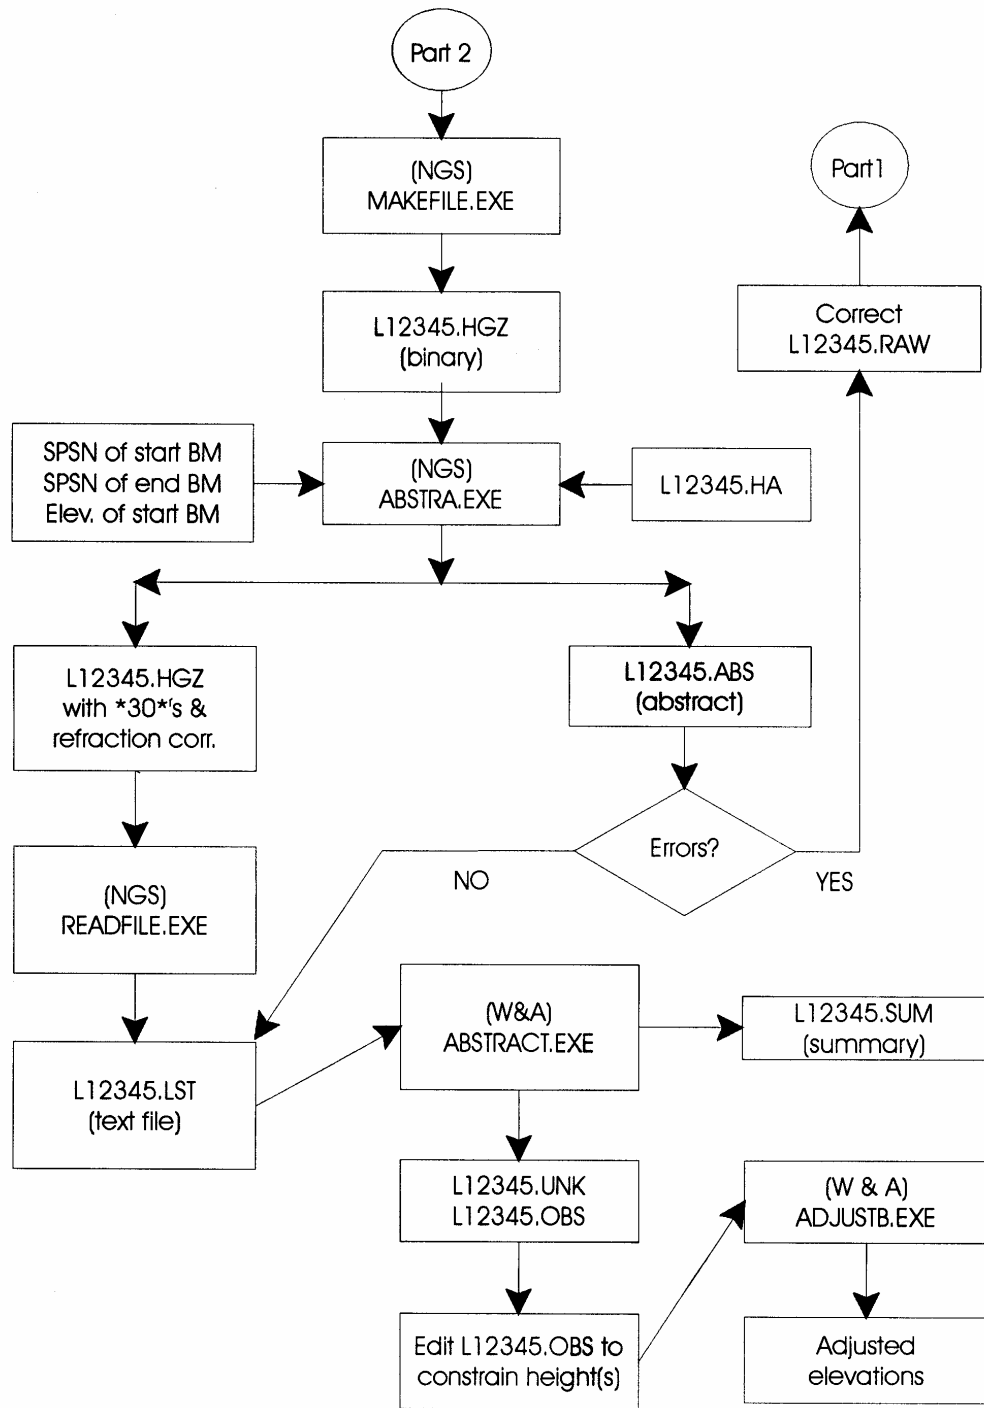 Part 2
(NGS)
MAKEFILE.EXE
Part1
L12345.HGZ
(binary)
Correct
L12345.RAW
SPSN of start BM
SPSN of end BM
Elev. of start BM
(NGS)
ABSTRA.EXE
L12345.HA
L12345.HGZ
with *30*'s &
refraction corr.
L12345.ABS
(abstract)
Errors?
NO
YES
(NGS)
READFILE.EXE
L12345.LST
(text file)
(W&A)
ABSTRACT.EXE
L12345.SUM
(summary)
L12345.UNK
L12345.OBS
(W & A)
ADJUSTB.EXE
Edit L12345.OBS to
constrain height(s)
Adjusted
elevations